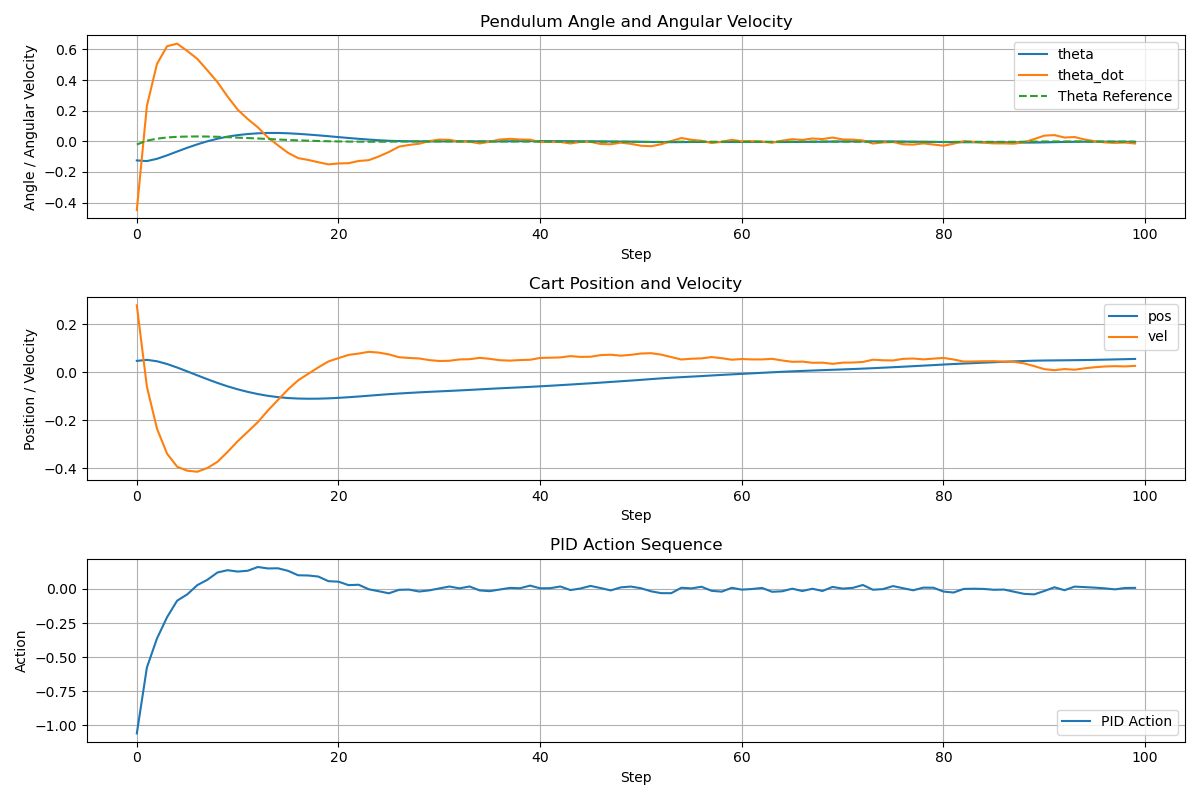 Pendulum Angle and Angular Velocity
Angle / Angular Velocity
0.6
0.4
0.2
0.0
−0.2
−0.4
theta
theta_dot
Theta Reference
0 20 40 60 80 100
Step
Cart Position and Velocity
Position / Velocity
0.2
0.0
−0.2
−0.4
pos
vel
0 20 40 60 80 100
Step
PID Action Sequence
Action
0.00
−0.25
−0.50
−0.75
−1.00
PID Action
0 20 40 60 80 100
Step